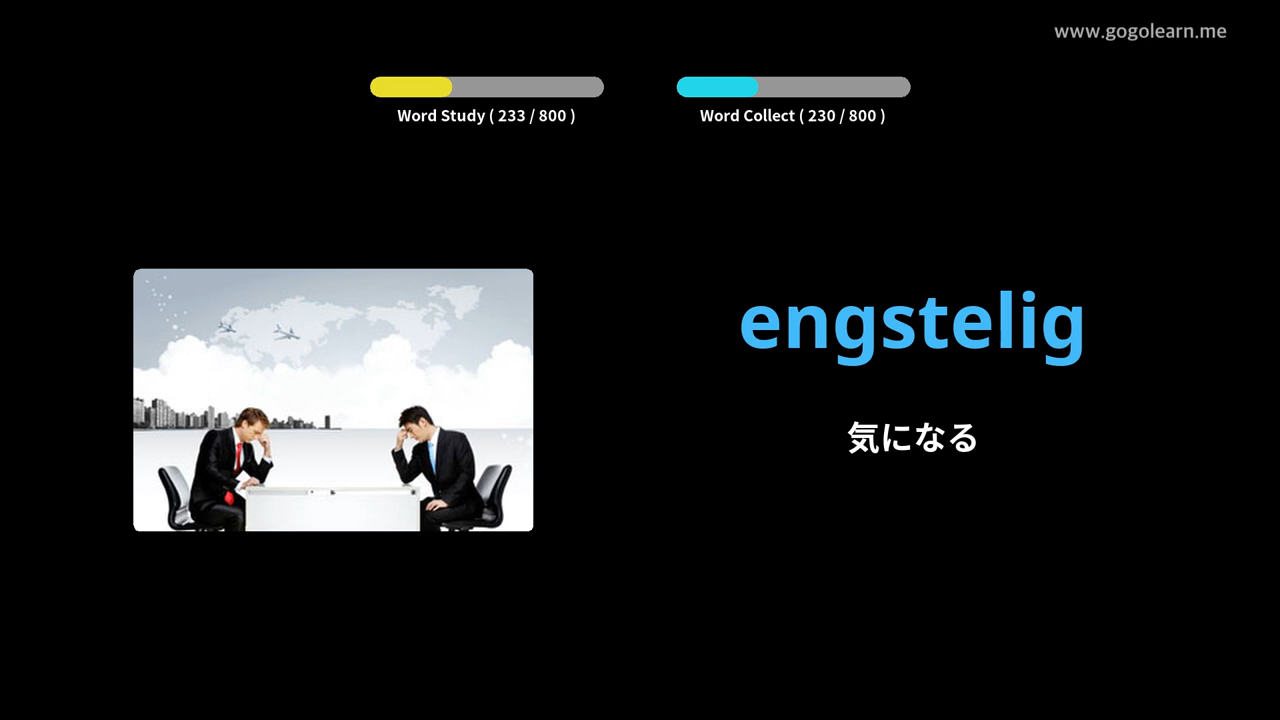 www.gogolearn.me
Word Study ( 233 / 800 )
Word Collect ( 230 / 800 )
engstelig
気になる